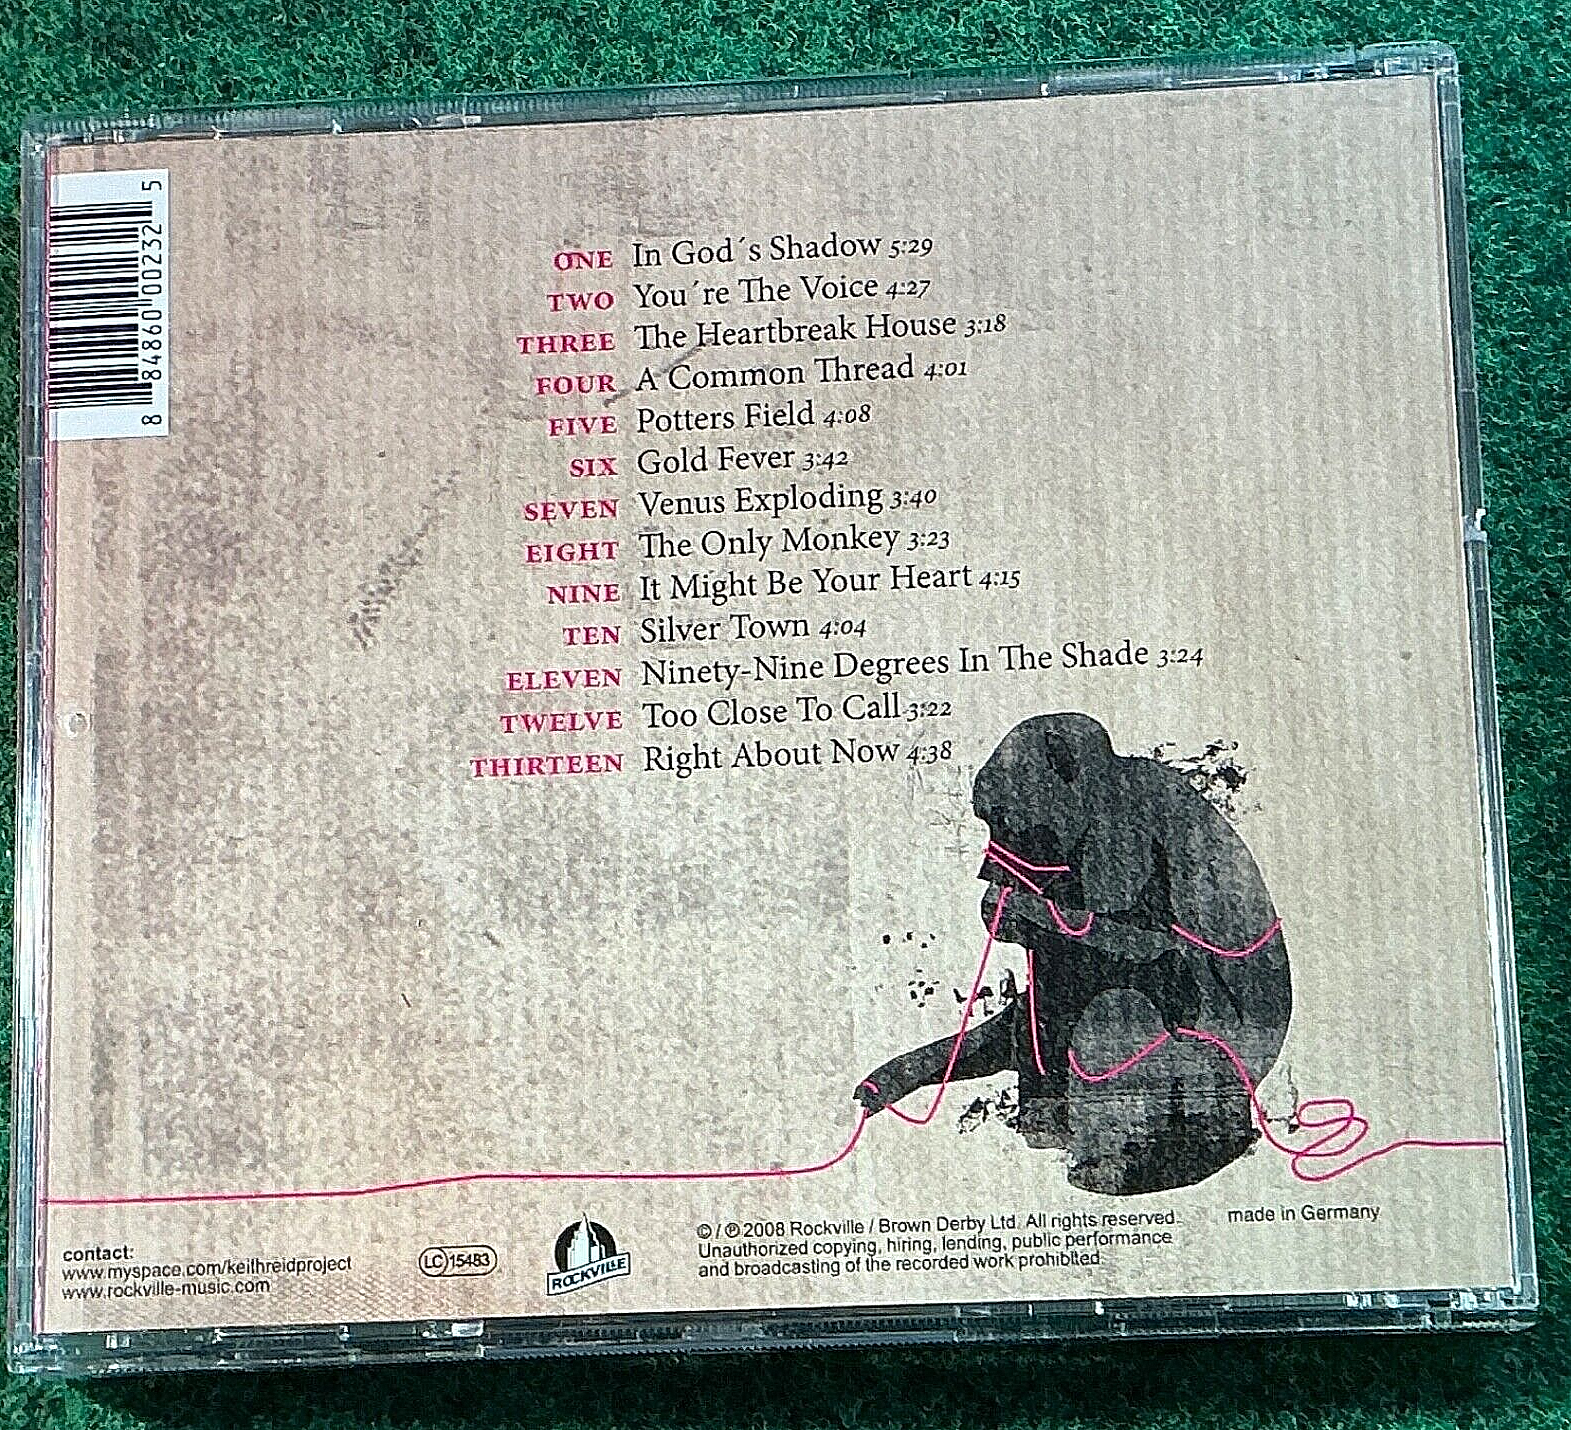 8 84860 00232 5
ONE In God´s Shadow 5:29
TWO You´re The Voice 4:27
THREE The Heartbreak House 3:18
FOUR A Common Thread 4:01
FIVE Potters Field 4:08
SIX Gold Fever 3:42
SEVEN Venus Exploding 3:40
EIGHT The Only Monkey 3:23
NINE It Might Be Your Heart 4:15
TEN Silver Town 4:04
ELEVEN Ninety-Nine Degrees In The Shade 3:24
TWELVE Too Close To Call 3:22
THIRTEEN Right About Now 4:38
contact:
www.myspace.com/keithreidproject
www.rockville-music.com
LC 15483
ROCKVILLE
© / ℗ 2008 Rockville / Brown Derby Ltd. All rights reserved.
Unauthorized copying, hiring, lending, public performance
and broadcasting of the recorded work prohibited.
made in Germany